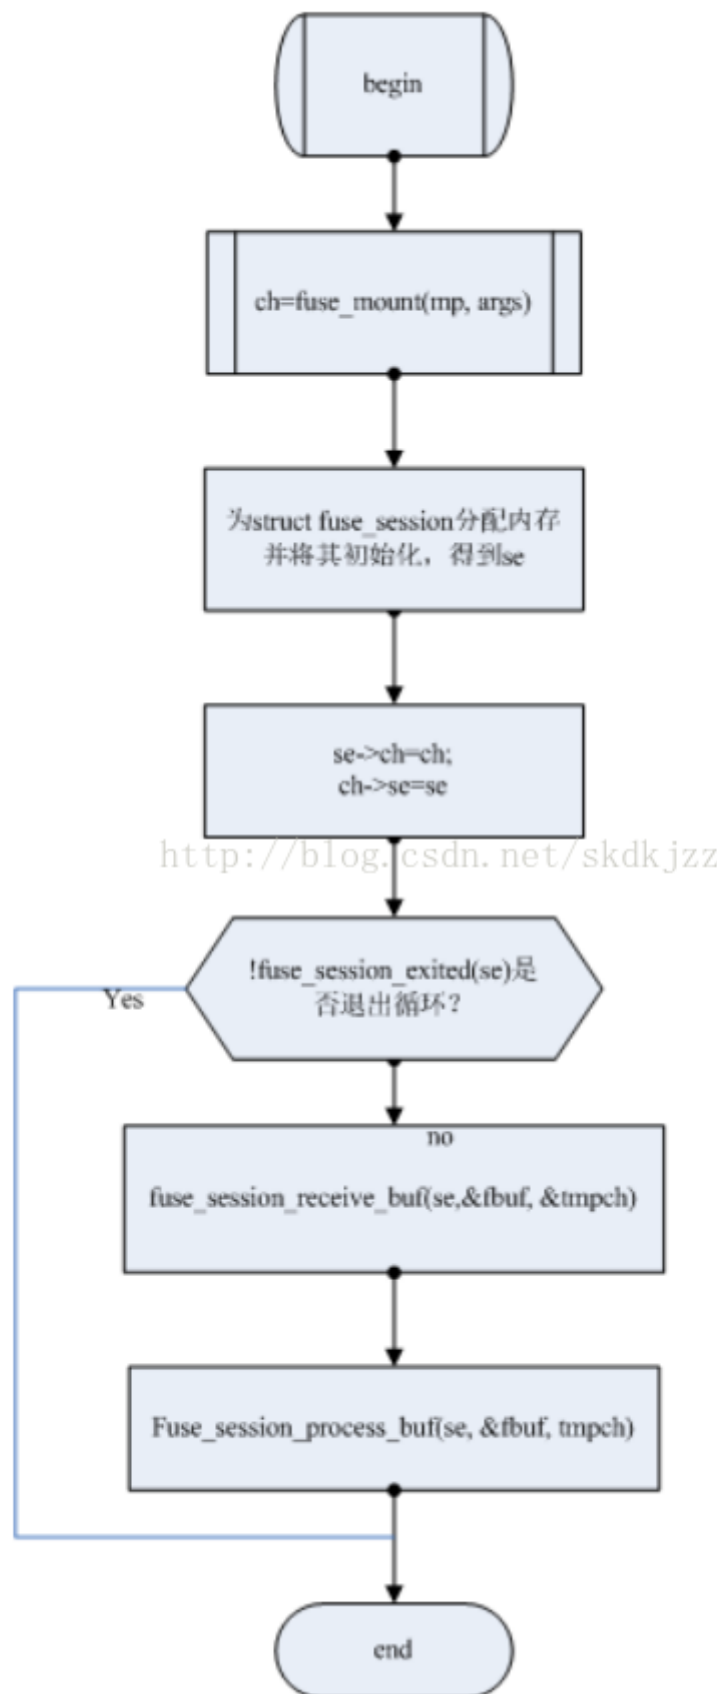 begin
ch=fuse_mount(mp, args)
为struct fuse_session分配内存
并将其初始化，得到se
se->ch=ch;
ch->se=se
http://blog.csdn.net/skdkjzz
!fuse_session_exited(se)是
否退出循环？
Yes
no
fuse_session_receive_buf(se,&fbuf, &tmpch)
Fuse_session_process_buf(se, &fbuf, tmpch)
end